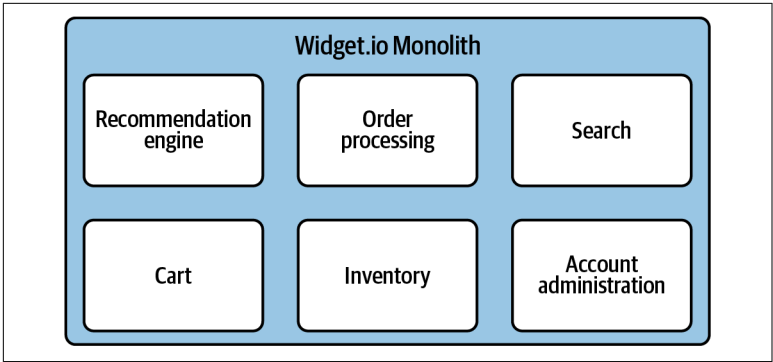 Widget.io Monolith
Recommendation
engine
Order
processing
Search
Cart
Inventory
Account
administration